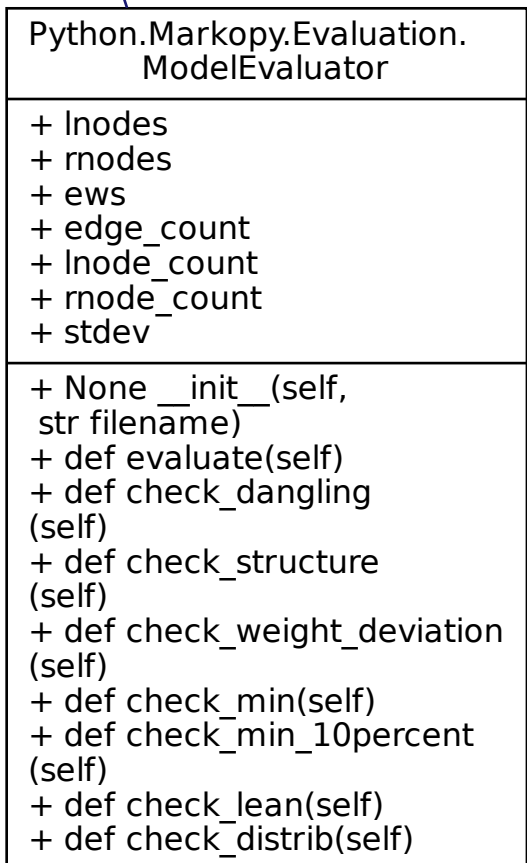 Python.Markopy.Evaluation.
ModelEvaluator
+ lnodes
+ rnodes
+ ews
+ edge_count
+ lnode_count
+ rnode_count
+ stdev
+ None __init__(self,
str filename)
+ def evaluate(self)
+ def check_dangling
(self)
+ def check_structure
(self)
+ def check_weight_deviation
(self)
+ def check_min(self)
+ def check_min_10percent
(self)
+ def check_lean(self)
+ def check_distrib(self)